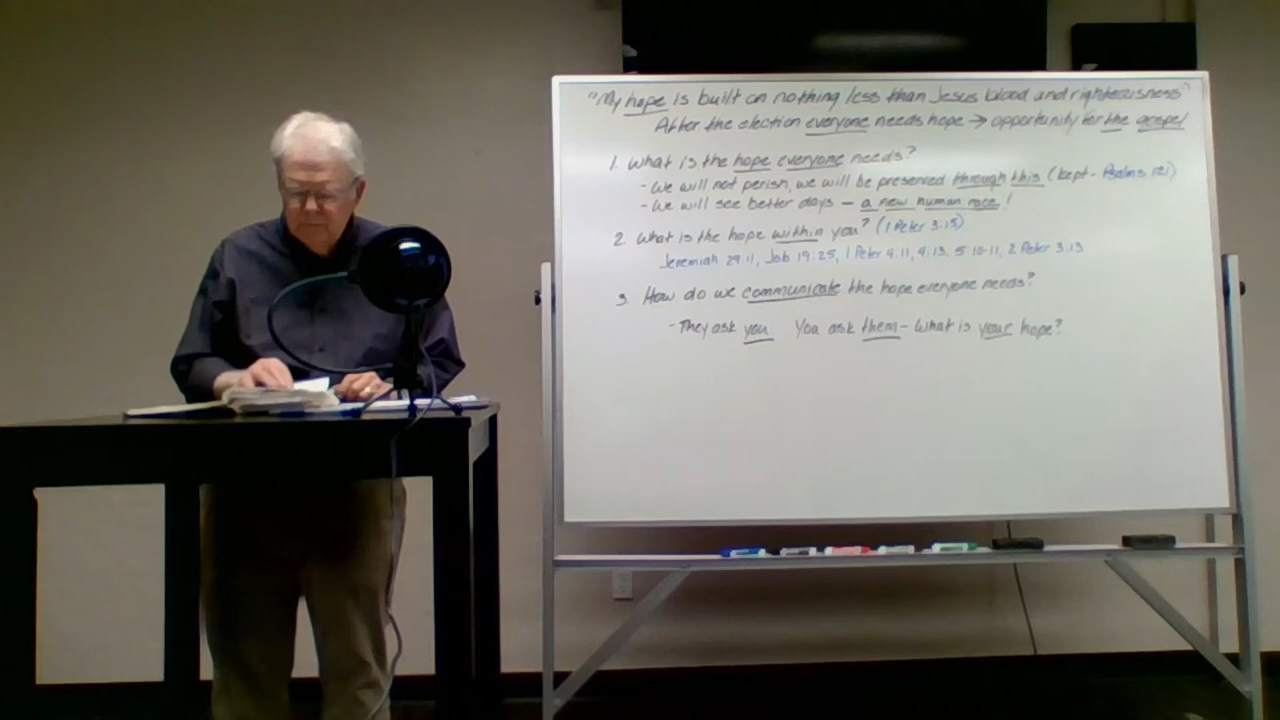 "My hope is built on nothing less than Jesus blood and righteousness"
After the election everyone needs hope → opportunity for the gospel
1. What is the hope everyone needs?
- We will not perish, we will be preserved through this (kept - Psalms 121)
- We will see better days — a new human race!
2. What is the hope within you? (1 Peter 3:15)
Jeremiah 29:11, Job 19:25, 1 Peter 4:11, 4:13, 5:10-11, 2 Peter 3:13
3. How do we communicate the hope everyone needs?
- They ask you You ask them - What is your hope?